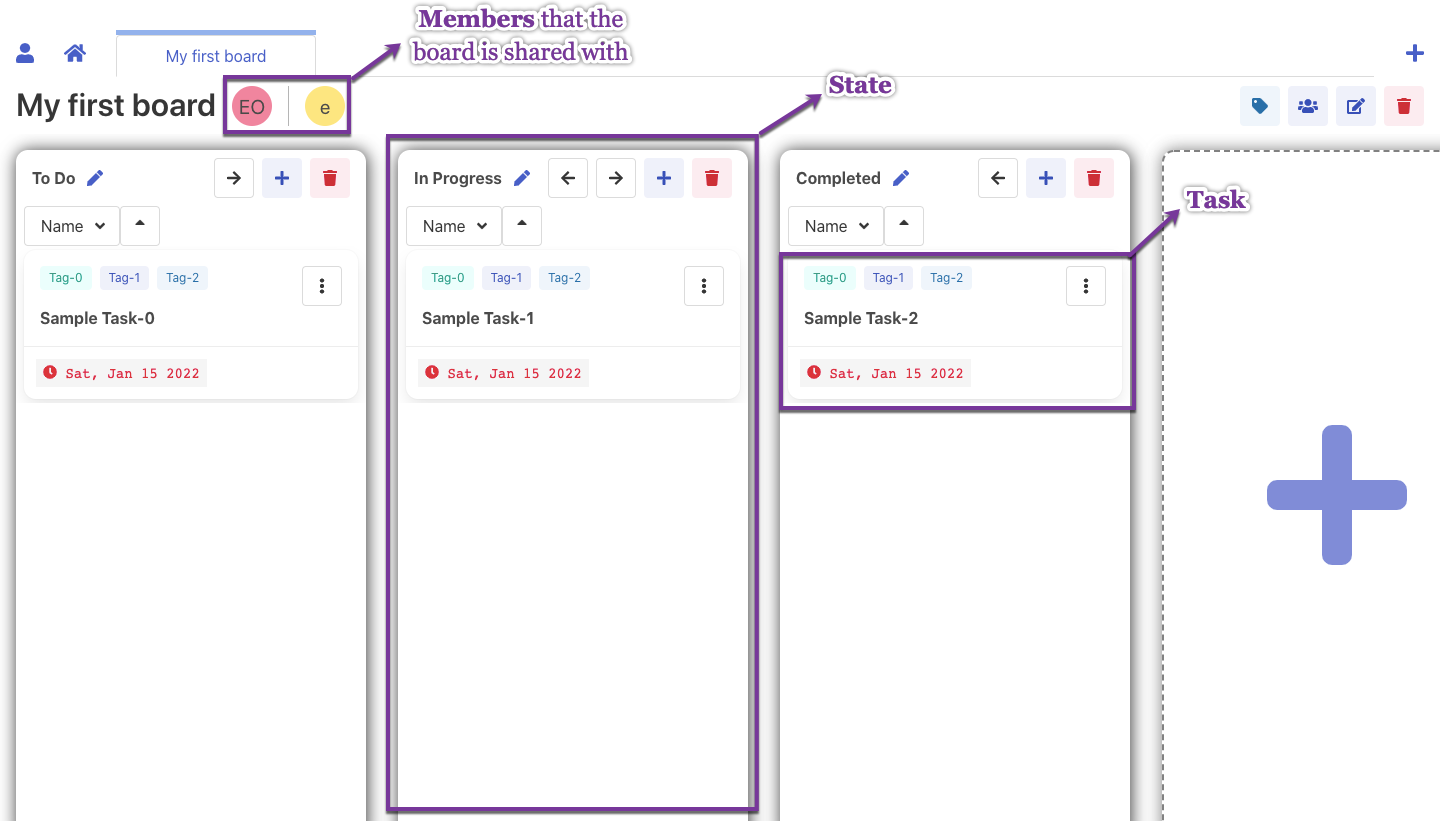 Members that the
board is shared with
My first board
State
My first board
EO
e
To Do
In Progress
Completed
Task
Name
Name
Name
Tag-0 Tag-1 Tag-2
Tag-0 Tag-1 Tag-2
Tag-0 Tag-1 Tag-2
Sample Task-0
Sample Task-1
Sample Task-2
Sat, Jan 15 2022
Sat, Jan 15 2022
Sat, Jan 15 2022